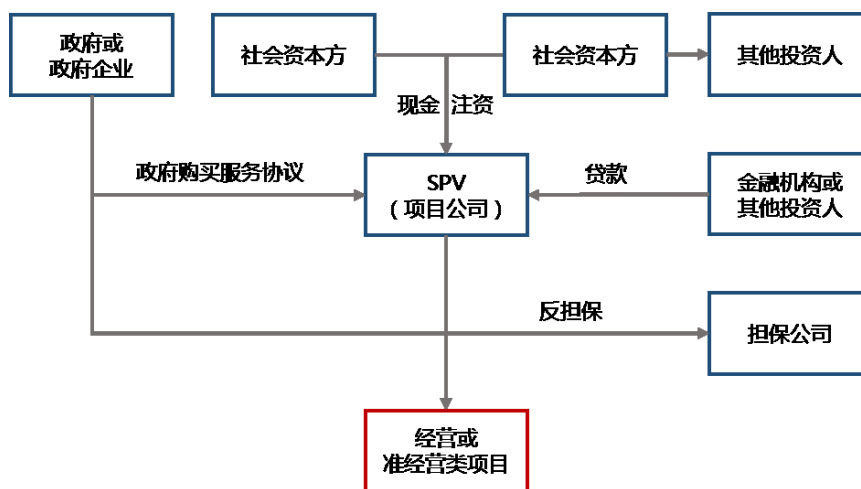 政府或
政府企业
社会资本方
社会资本方
其他投资人
现金 注资
政府购买服务协议
SPV
（项目公司）
贷款
金融机构或
其他投资人
反担保
担保公司
经营或
准经营类项目